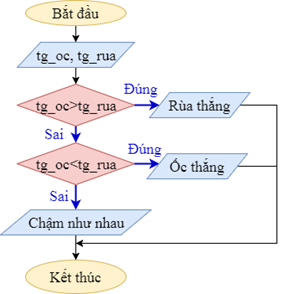 Bắt đầu
tg_oc, tg_rua
Đúng
tg_oc>tg_rua
Rùa thắng
Sai
Đúng
tg_oc<tg_rua
Ốc thắng
Sai
Chậm như nhau
Kết thúc